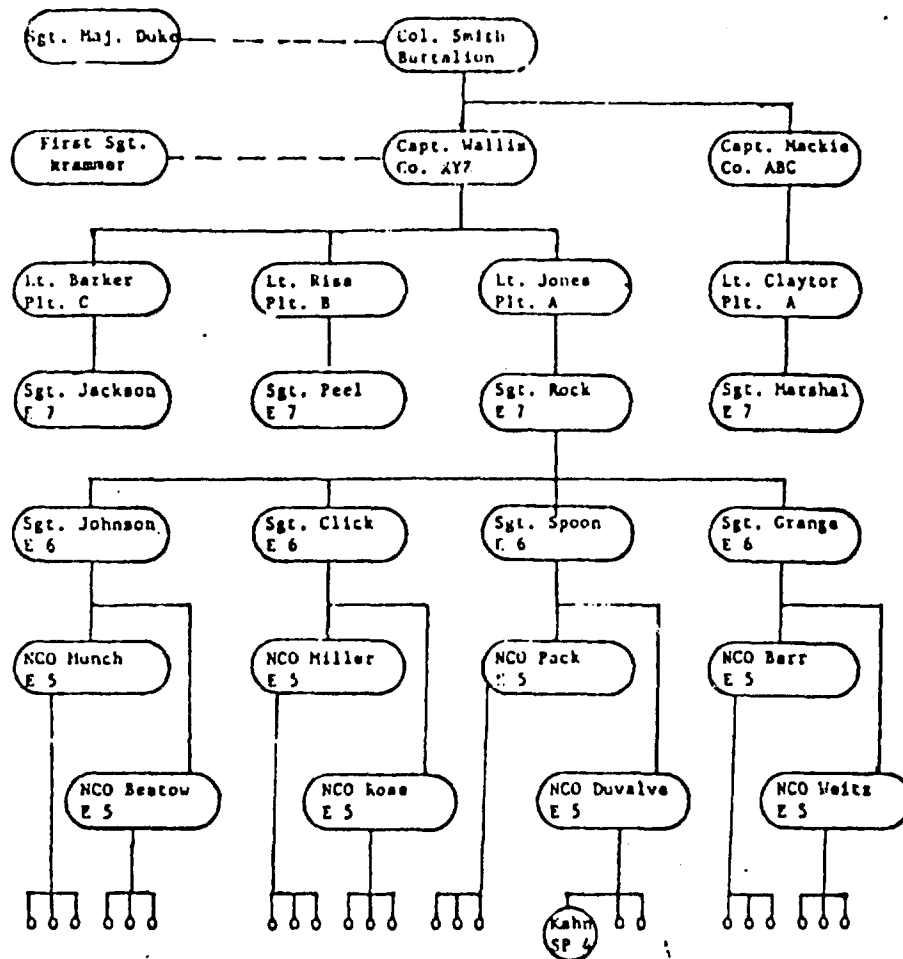 Sgt. Maj. Duke
Col. Smith
Battalion
First Sgt.
Krammer
Capt. Wallis
Co. XYZ
Capt. Mackie
Co. ABC
Lt. Barker
Plt. C
Lt. Riss
Plt. B
Lt. Jones
Plt. A
Lt. Claytor
Plt. A
Sgt. Jackson
E 7
Sgt. Peel
E 7
Sgt. Rock
E 7
Sgt. Marshal
E 7
Sgt. Johnson
E 6
Sgt. Click
E 6
Sgt. Spoon
E 6
Sgt. Grange
E 6
NCO Munch
E 5
NCO Miller
E 5
NCO Pack
E 5
NCO Barr
E 5
NCO Bestow
E 5
NCO Rose
E 5
NCO Duvalve
E 5
NCO Weitz
E 5
Kahn
SP 4